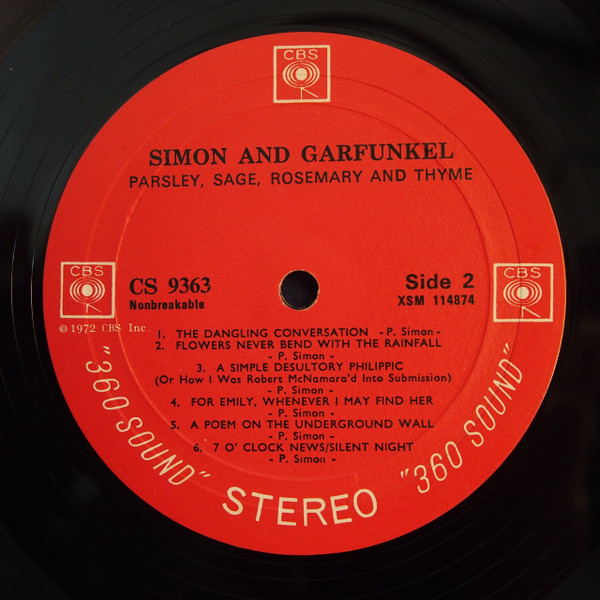 CBS
SIMON AND GARFUNKEL
PARSLEY, SAGE, ROSEMARY AND THYME
CBS
CBS
CS 9363
Nonbreakable
Side 2
XSM 114874
℗ 1972 CBS Inc.
1. THE DANGLING CONVERSATION - P. Simon -
2. FLOWERS NEVER BEND WITH THE RAINFALL
- P. Simon -
3. A SIMPLE DESULTORY PHILIPPIC
(Or How I Was Robert McNamara'd Into Submission)
- P. Simon -
4. FOR EMILY, WHENEVER I MAY FIND HER
- P. Simon -
5. A POEM ON THE UNDERGROUND WALL
- P. Simon -
6. 7 O' CLOCK NEWS/SILENT NIGHT
- P. Simon -
"360 SOUND"
STEREO
"360 SOUND"